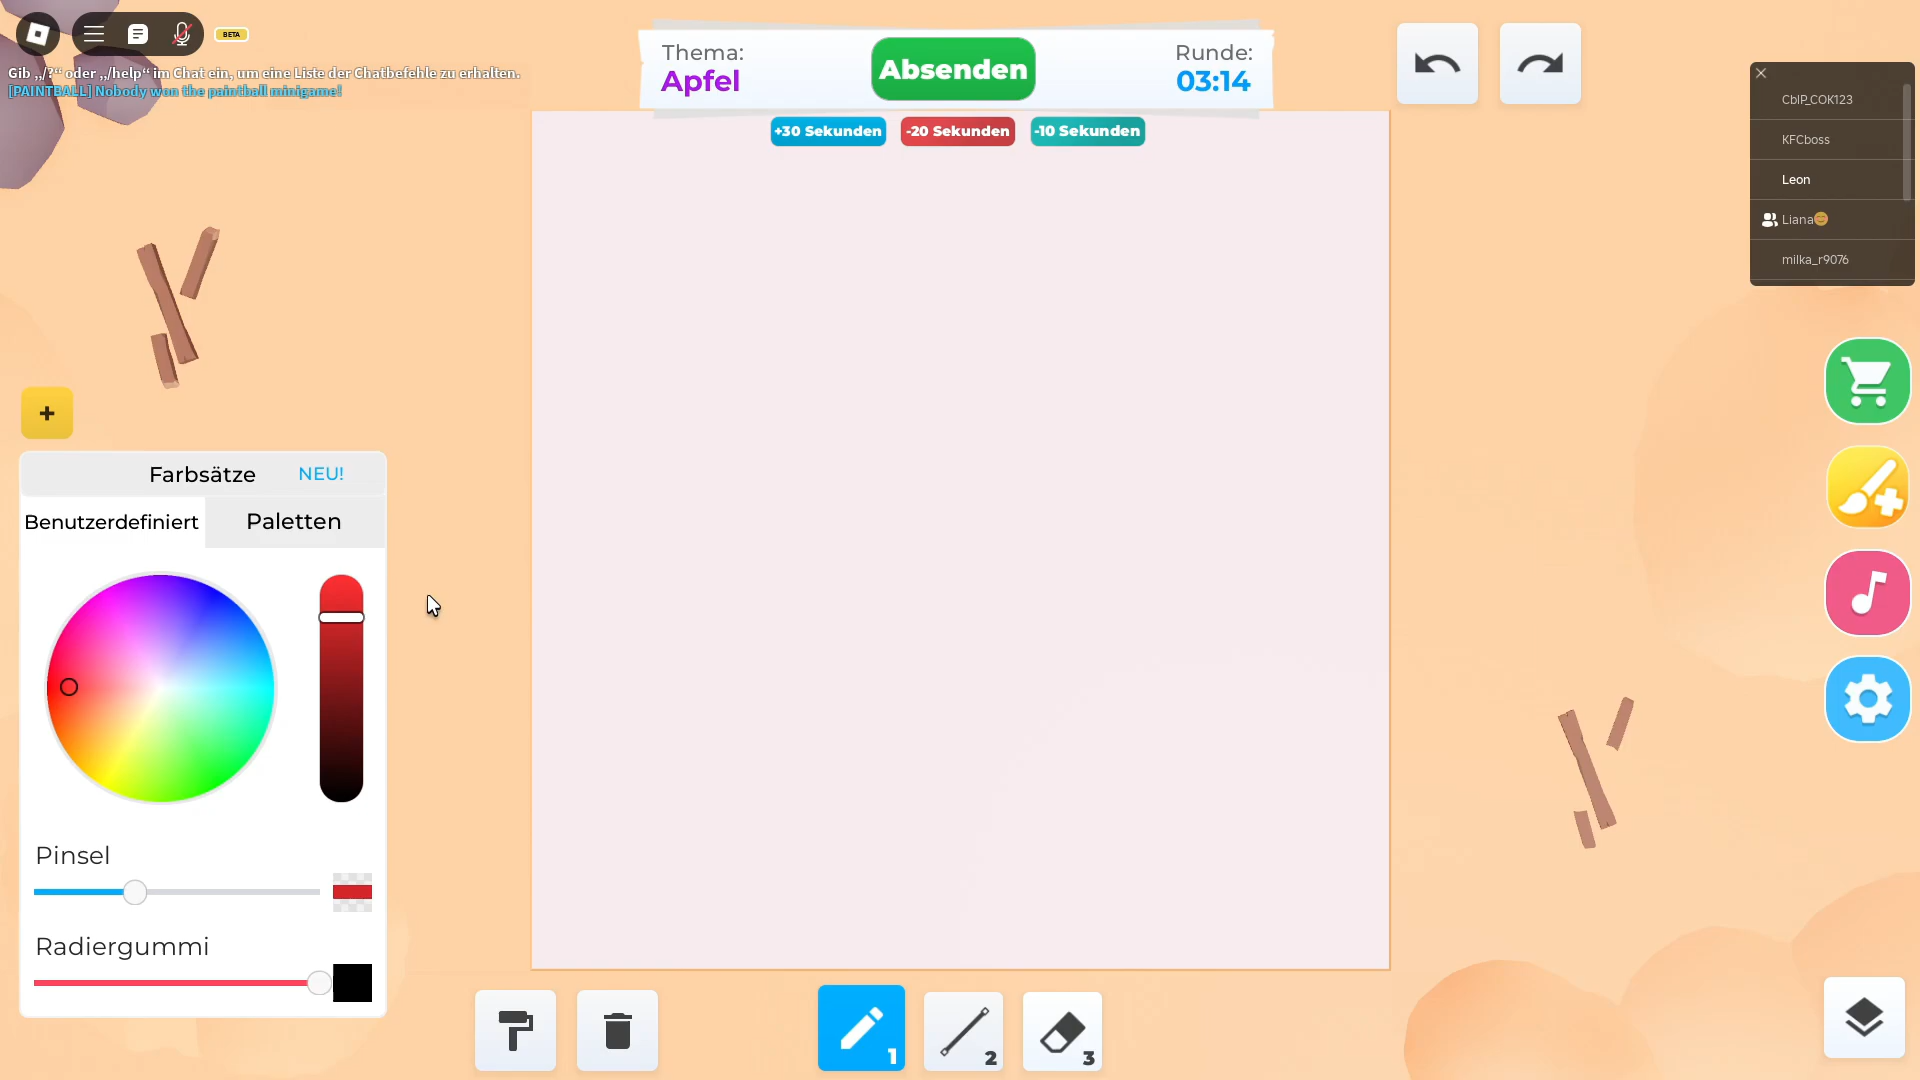 BETA
Gib „/?“ oder „/help“ im Chat ein, um eine Liste der Chatbefehle zu erhalten.
[PAINTBALL] Nobody won the paintball minigame!
Thema:
Apfel
Absenden
Runde:
03:14
+30 Sekunden
-20 Sekunden
-10 Sekunden
CbIP_COK123
KFCboss
Leon
Liana😊
milka_r9076
+
Farbsätze
NEU!
Benutzerdefiniert
Paletten
Pinsel
Radiergummi
1
2
3